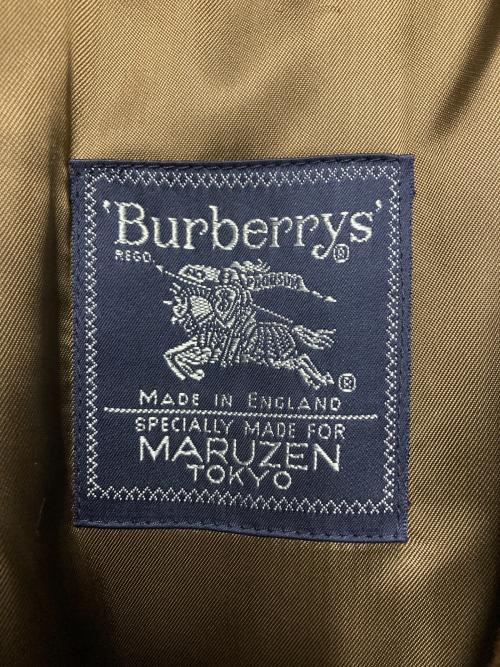 'Burberrys'®
REGD.
PRORSUM
®
MADE IN ENGLAND
SPECIALLY MADE FOR
MARUZEN
TOKYO